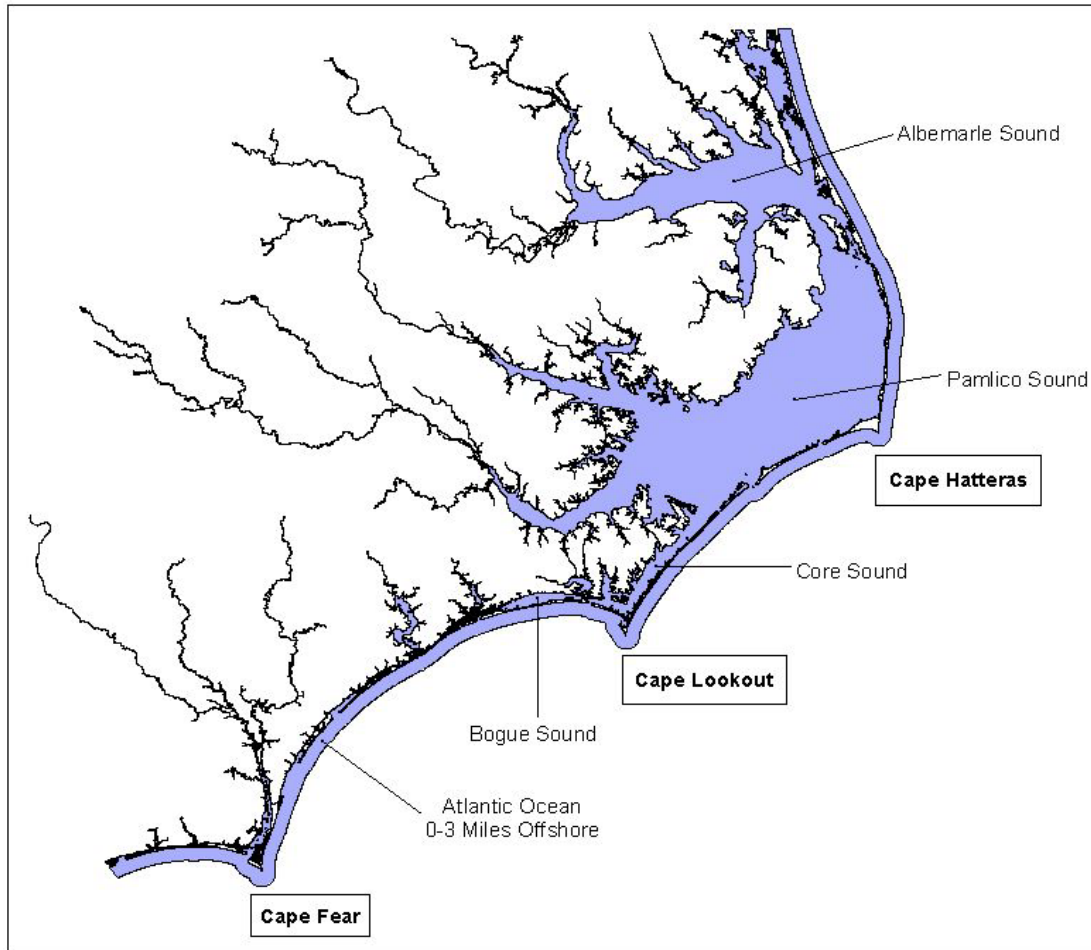 Albemarle Sound
Pamlico Sound
Cape Hatteras
Core Sound
Cape Lookout
Bogue Sound
Atlantic Ocean
0-3 Miles Offshore
Cape Fear